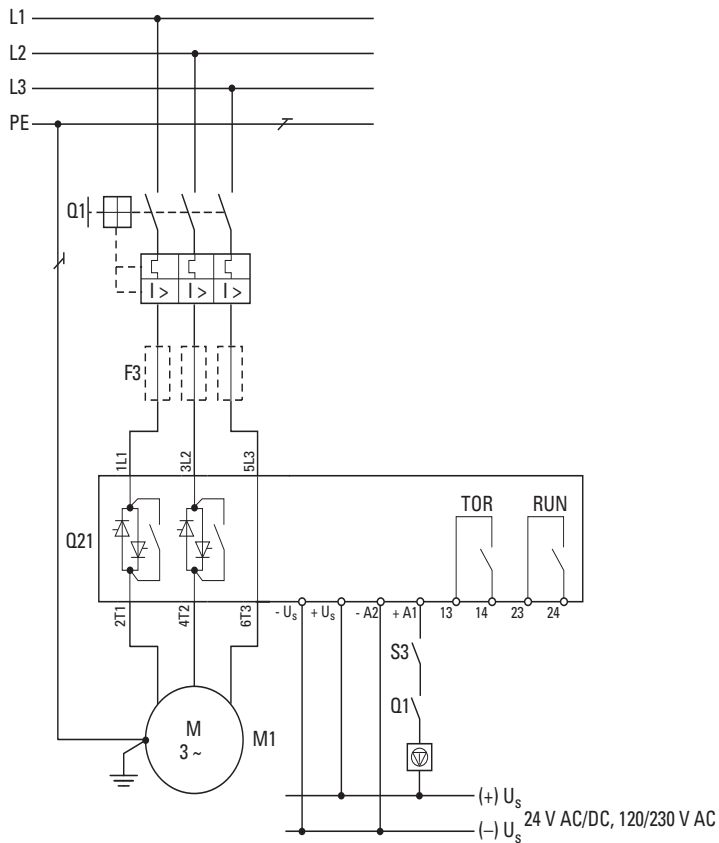 L1
L2
L3
PE
Q1
I > I > I >
F3
1L1 3L2 5L3
TOR RUN
Q21
2T1 4T2 6T3
- Us + Us - A2 + A1 13 14 23 24
S3
Q1
M
3 ~
M1
(+) Us
24 V AC/DC, 120/230 V AC
(–) Us